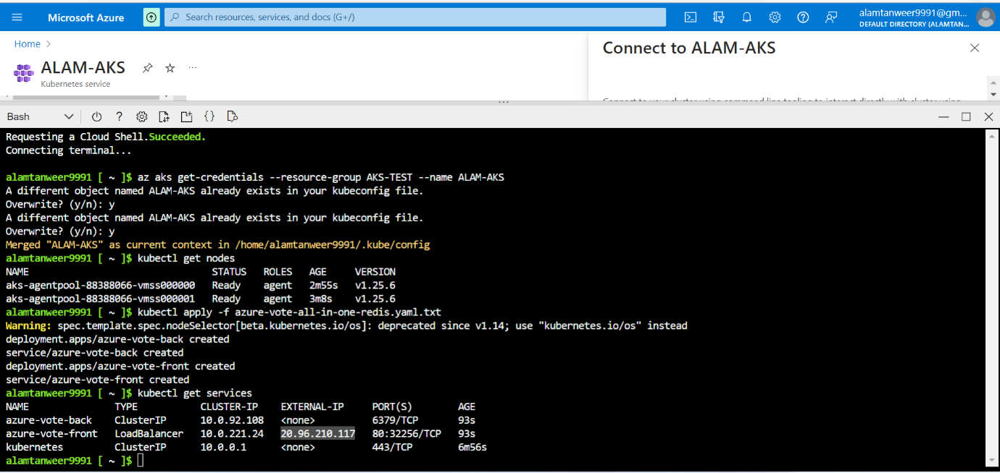 Microsoft Azure
Search resources, services, and docs (G+/)
alamtanweer9991@gm...
DEFAULT DIRECTORY (ALAMTAN...
Home >
ALAM-AKS
Kubernetes service
Connect to ALAM-AKS
Connect to your cluster using command line tooling to interact directly with cluster using
Bash
Requesting a Cloud Shell.Succeeded.
Connecting terminal...
alamtanweer9991 [ ~ ]$ az aks get-credentials --resource-group AKS-TEST --name ALAM-AKS
A different object named ALAM-AKS already exists in your kubeconfig file.
Overwrite? (y/n): y
A different object named ALAM-AKS already exists in your kubeconfig file.
Overwrite? (y/n): y
Merged "ALAM-AKS" as current context in /home/alamtanweer9991/.kube/config
alamtanweer9991 [ ~ ]$ kubectl get nodes
NAME STATUS ROLES AGE VERSION
aks-agentpool-88388066-vmss000000 Ready agent 2m55s v1.25.6
aks-agentpool-88388066-vmss000001 Ready agent 3m8s v1.25.6
alamtanweer9991 [ ~ ]$ kubectl apply -f azure-vote-all-in-one-redis.yaml.txt
Warning: spec.template.spec.nodeSelector[beta.kubernetes.io/os]: deprecated since v1.14; use "kubernetes.io/os" instead
deployment.apps/azure-vote-back created
service/azure-vote-back created
deployment.apps/azure-vote-front created
service/azure-vote-front created
alamtanweer9991 [ ~ ]$ kubectl get services
NAME TYPE CLUSTER-IP EXTERNAL-IP PORT(S) AGE
azure-vote-back ClusterIP 10.0.92.108 <none> 6379/TCP 93s
azure-vote-front LoadBalancer 10.0.221.24 20.96.210.117 80:32256/TCP 93s
kubernetes ClusterIP 10.0.0.1 <none> 443/TCP 6m56s
alamtanweer9991 [ ~ ]$